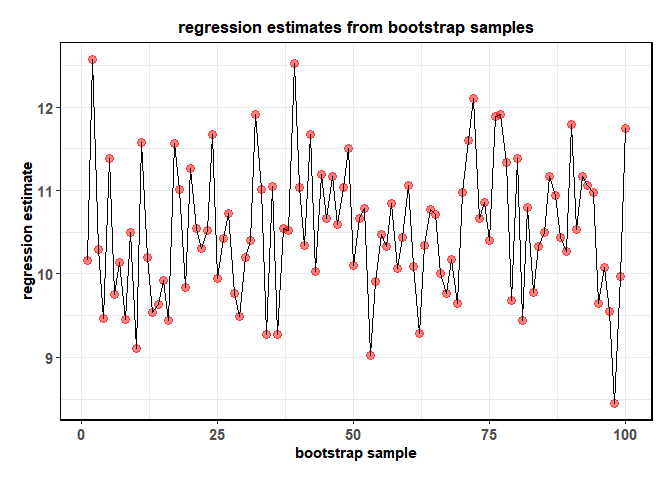 regression estimates from bootstrap samples
regression estimate
12
11
10
9
0 25 50 75 100
bootstrap sample